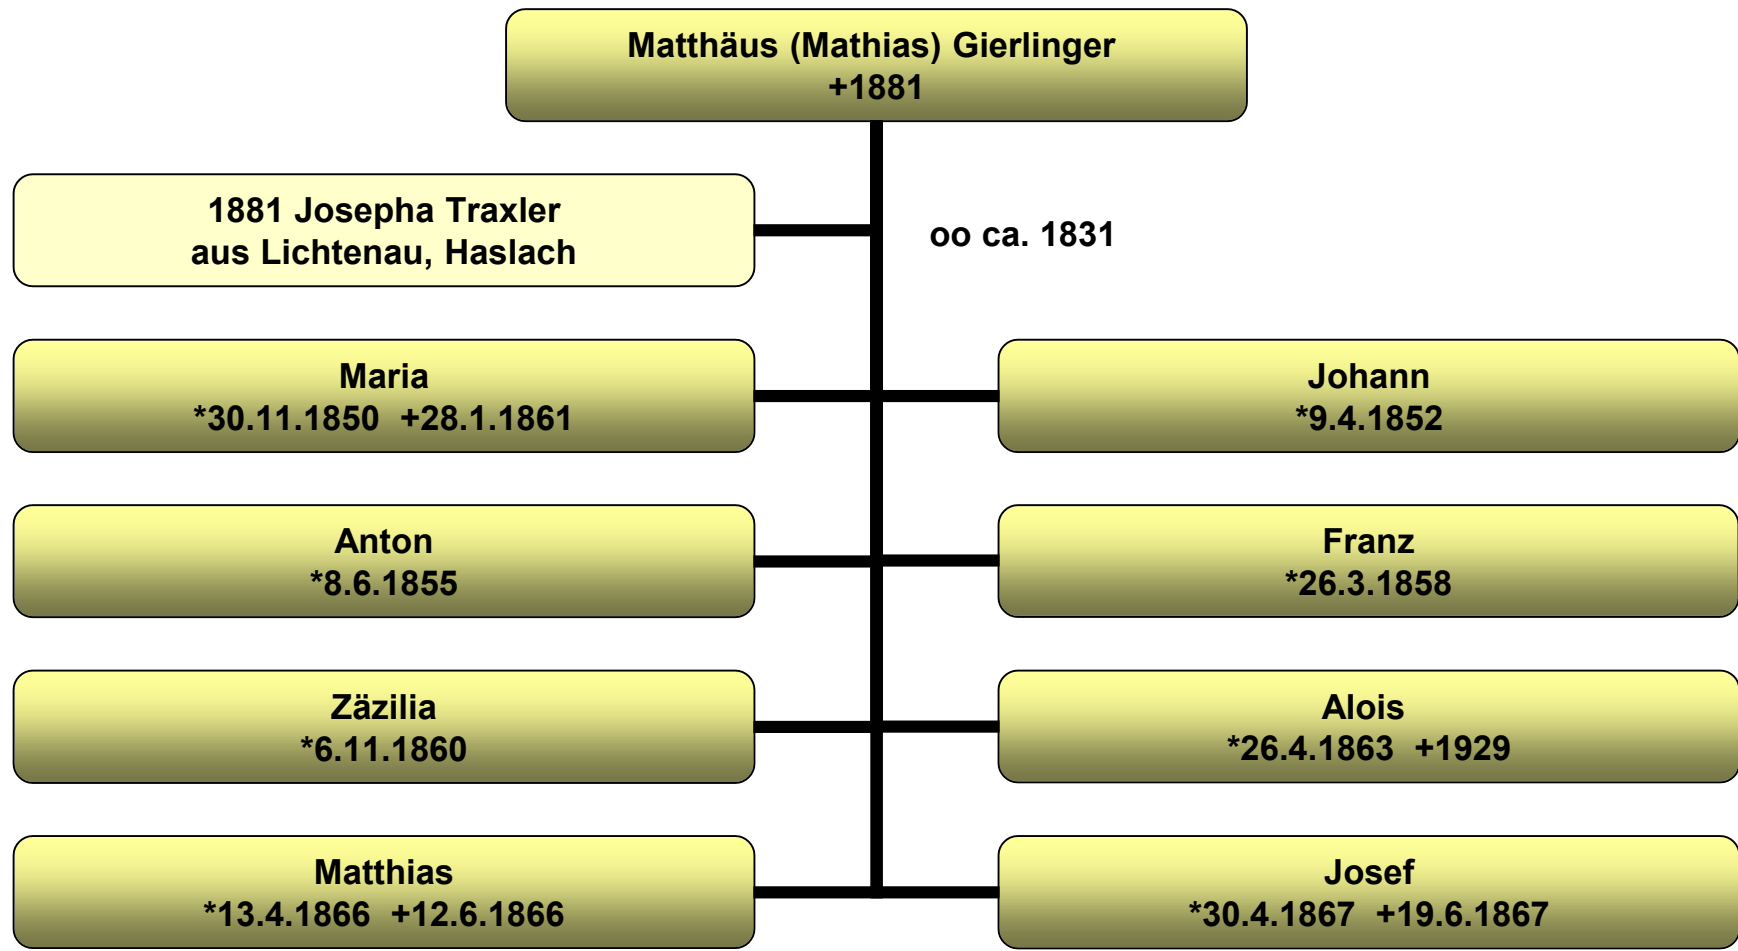 Matthäus (Mathias) Gierlinger
+1881
1881 Josepha Traxler
aus Lichtenau, Haslach
oo ca. 1831
Maria
*30.11.1850 +28.1.1861
Johann
*9.4.1852
Anton
*8.6.1855
Franz
*26.3.1858
Zäzilia
*6.11.1860
Alois
*26.4.1863 +1929
Matthias
*13.4.1866 +12.6.1866
Josef
*30.4.1867 +19.6.1867